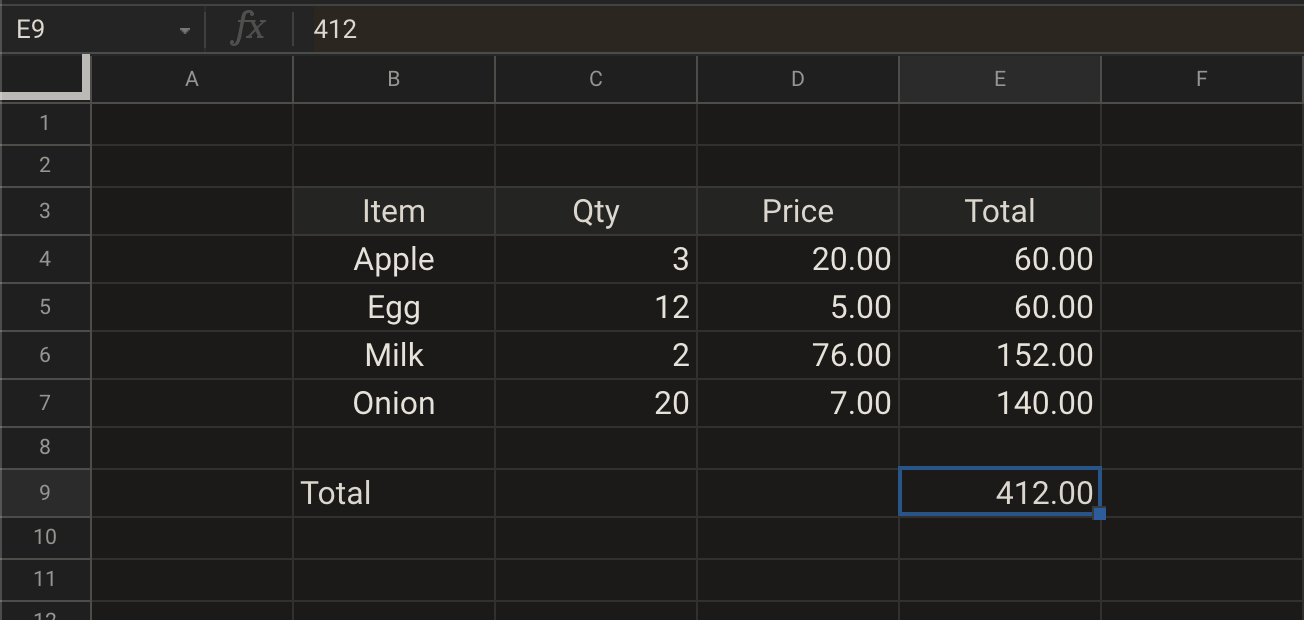 E9 fx 412
A B C D E F
1
2
3 Item Qty Price Total
4 Apple 3 20.00 60.00
5 Egg 12 5.00 60.00
6 Milk 2 76.00 152.00
7 Onion 20 7.00 140.00
8
9 Total 412.00
10
11
12